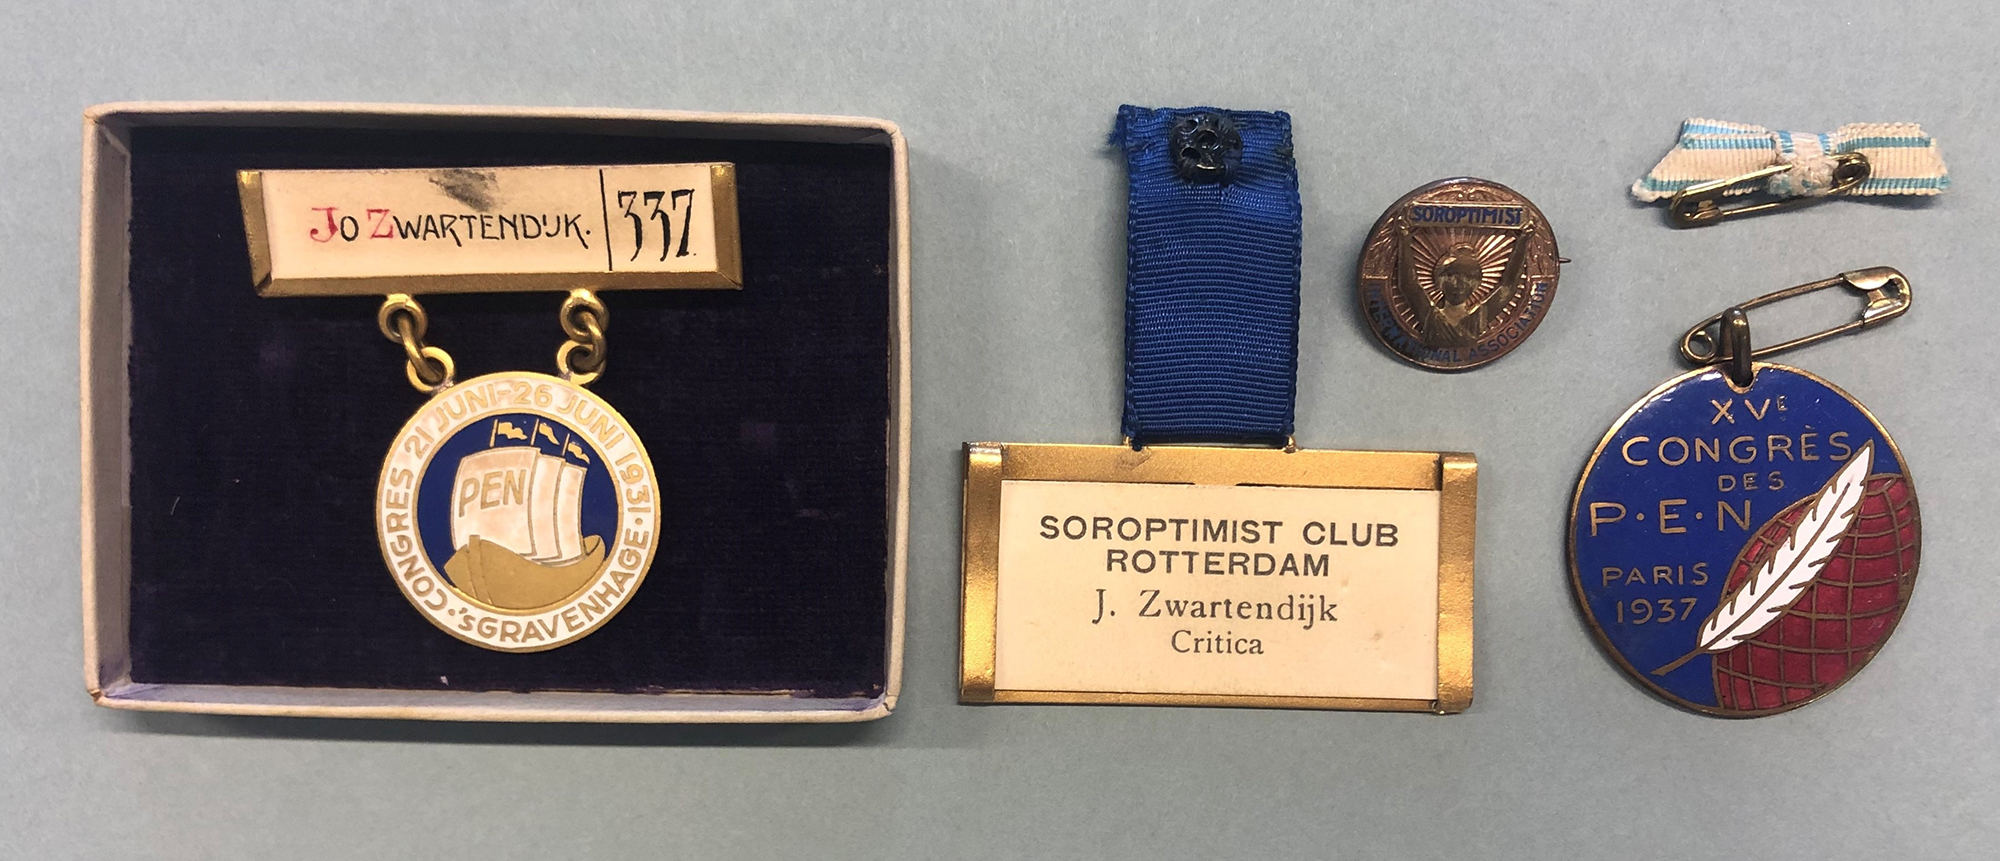 Jo Zwartendijk. 337.
CONGRES 21 JUNI-26 JUNI 1931·'sGRAVENHAGE·
PEN
SOROPTIMIST CLUB
ROTTERDAM
J. Zwartendijk
Critica
SOROPTIMIST
INTERNATIONAL ASSOCIATION
XVE
CONGRÈS
DES
P·E·N
PARIS
1937